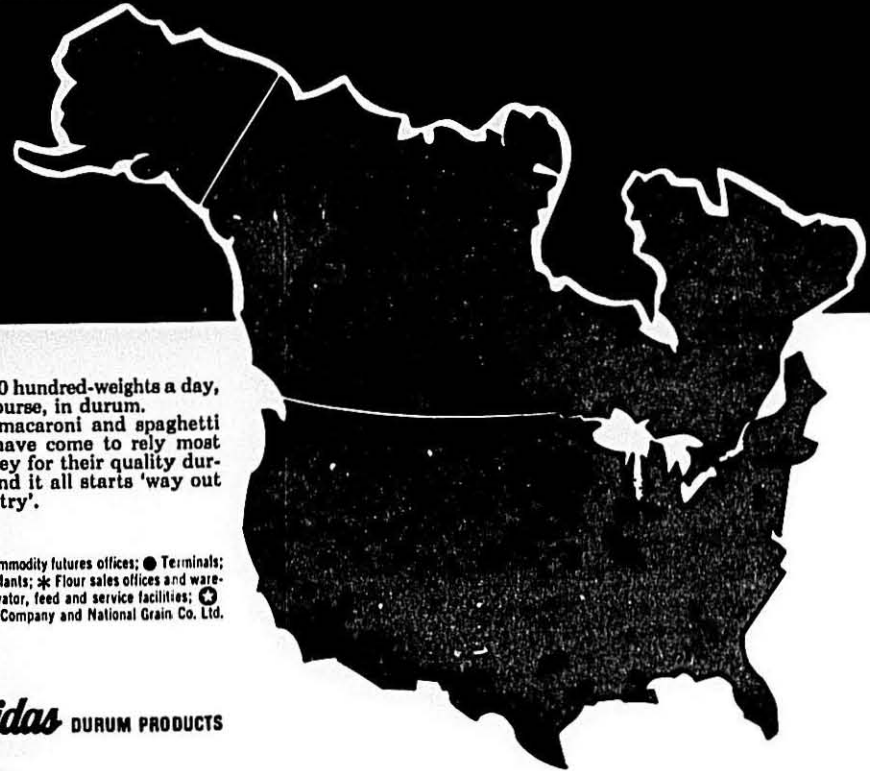 0 hundred-weights a day,
ourse, in durum.
macaroni and spaghetti
have come to rely most
ey for their quality dur-
nd it all starts 'way out
try'.
mmodity futures offices; ● Terminals;
lants; ✱ Flour sales offices and ware-
vator, feed and service facilities; ✪
Company and National Grain Co. Ltd.
idas DURUM PRODUCTS